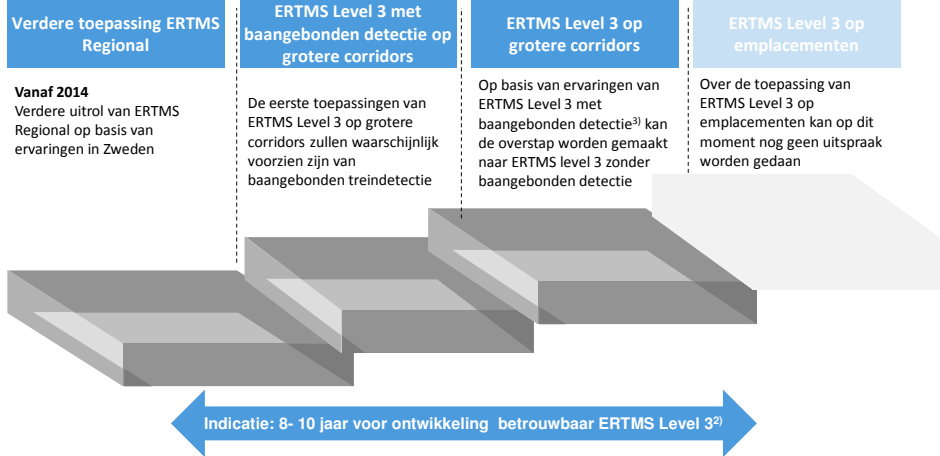 Verdere toepassing ERTMS
Regional
Vanaf 2014
Verdere uitrol van ERTMS
Regional op basis van
ervaringen in Zweden
ERTMS Level 3 met
baangebonden detectie op
grotere corridors
De eerste toepassingen van
ERTMS Level 3 op grotere
corridors zullen waarschijnlijk
voorzien zijn van
baangebonden treindetectie
ERTMS Level 3 op
grotere corridors
Op basis van ervaringen van
ERTMS Level 3 met
baangebonden detectie³⁾ kan
de overstap worden gemaakt
naar ERTMS level 3 zonder
baangebonden detectie
ERTMS Level 3 op
emplacementen
Over de toepassing van
ERTMS Level 3 op
emplacementen kan op dit
moment nog geen uitspraak
worden gedaan
Indicatie: 8- 10 jaar voor ontwikkeling betrouwbaar ERTMS Level 3²⁾